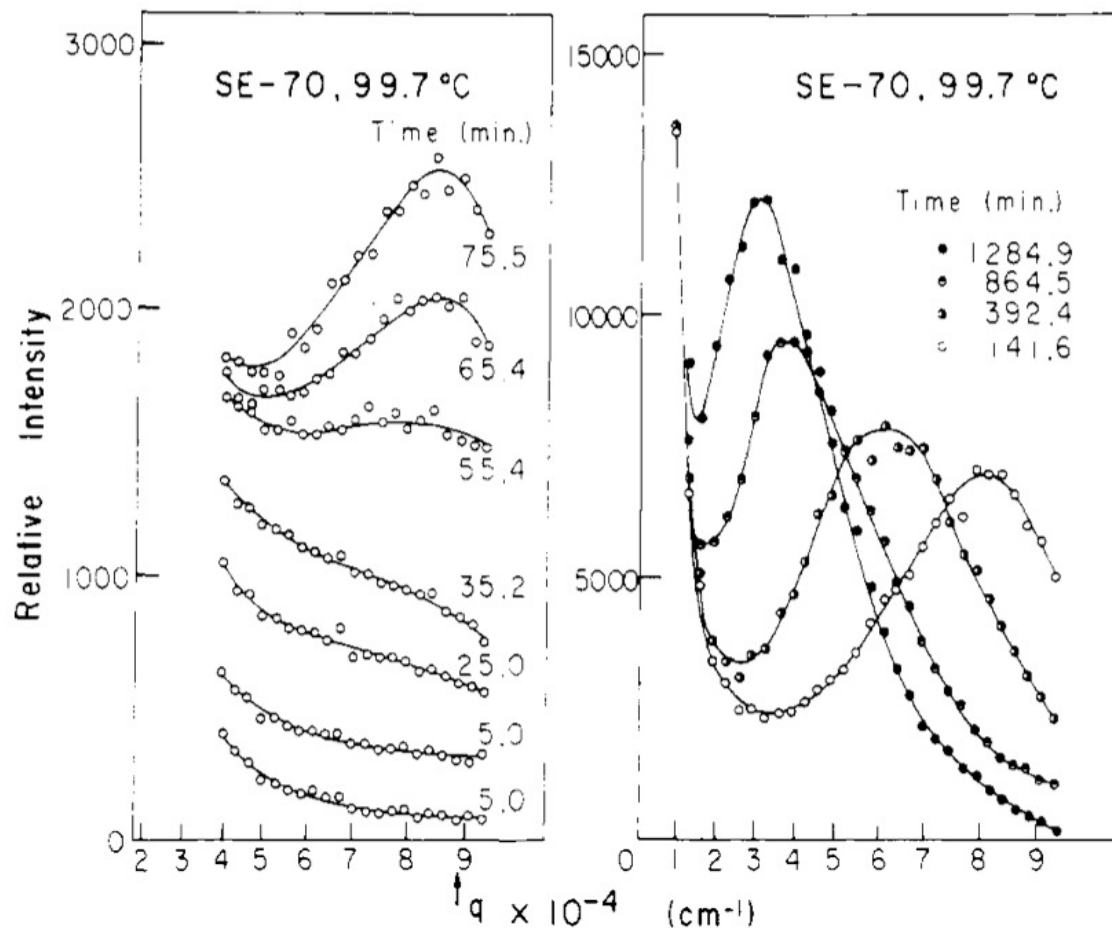 3000
2000
1000
0
Relative Intensity
SE-70, 99.7 °C
Time (min.)
75.5
65.4
55.4
35.2
25.0
5.0
5.0
2 3 4 5 6 7 8 9
15000
10000
5000
0
SE-70, 99.7 °C
Time (min.)
● 1284.9
864.5
392.4
○ 141.6
1 2 3 4 5 6 7 8 9
q × 10⁻⁴ (cm⁻¹)